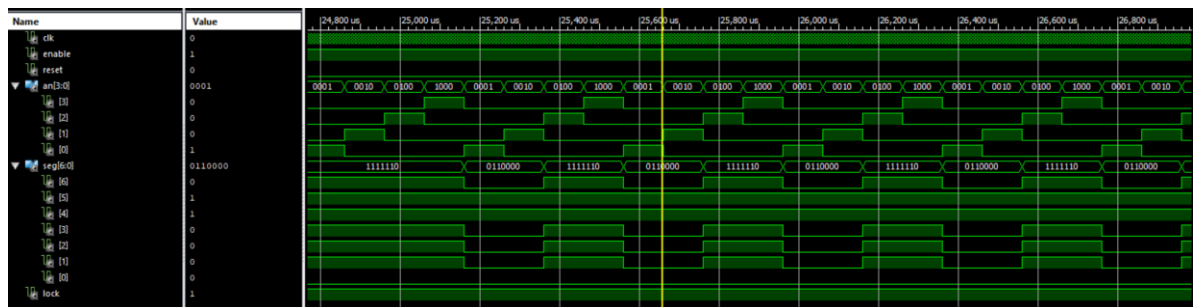 Name Value 24,800 us 25,000 us 25,200 us 25,400 us 25,600 us 25,800 us 26,000 us 26,200 us 26,400 us 26,600 us 26,800 us
clk 0
enable 1
reset 0
an[3:0] 0001 0001 0010 0100 1000 0001 0010 0100 1000 0001 0010 0100 1000 0001 0010 0100 1000 0001 0010 0100 1000 0001 0010
[3] 0
[2] 0
[1] 0
[0] 1
seg[6:0] 0110000 1111110 0110000 1111110 0110000 1111110 0110000 1111110 0110000 1111110 0110000
[6] 0
[5] 1
[4] 1
[3] 0
[2] 0
[1] 0
[0] 0
lock 1